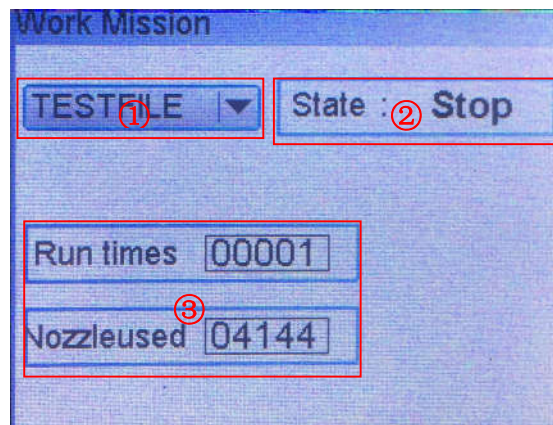 Work Mission
TESTFILE ①
State : ② Stop
Run times 00001
③
Nozzleused 04144